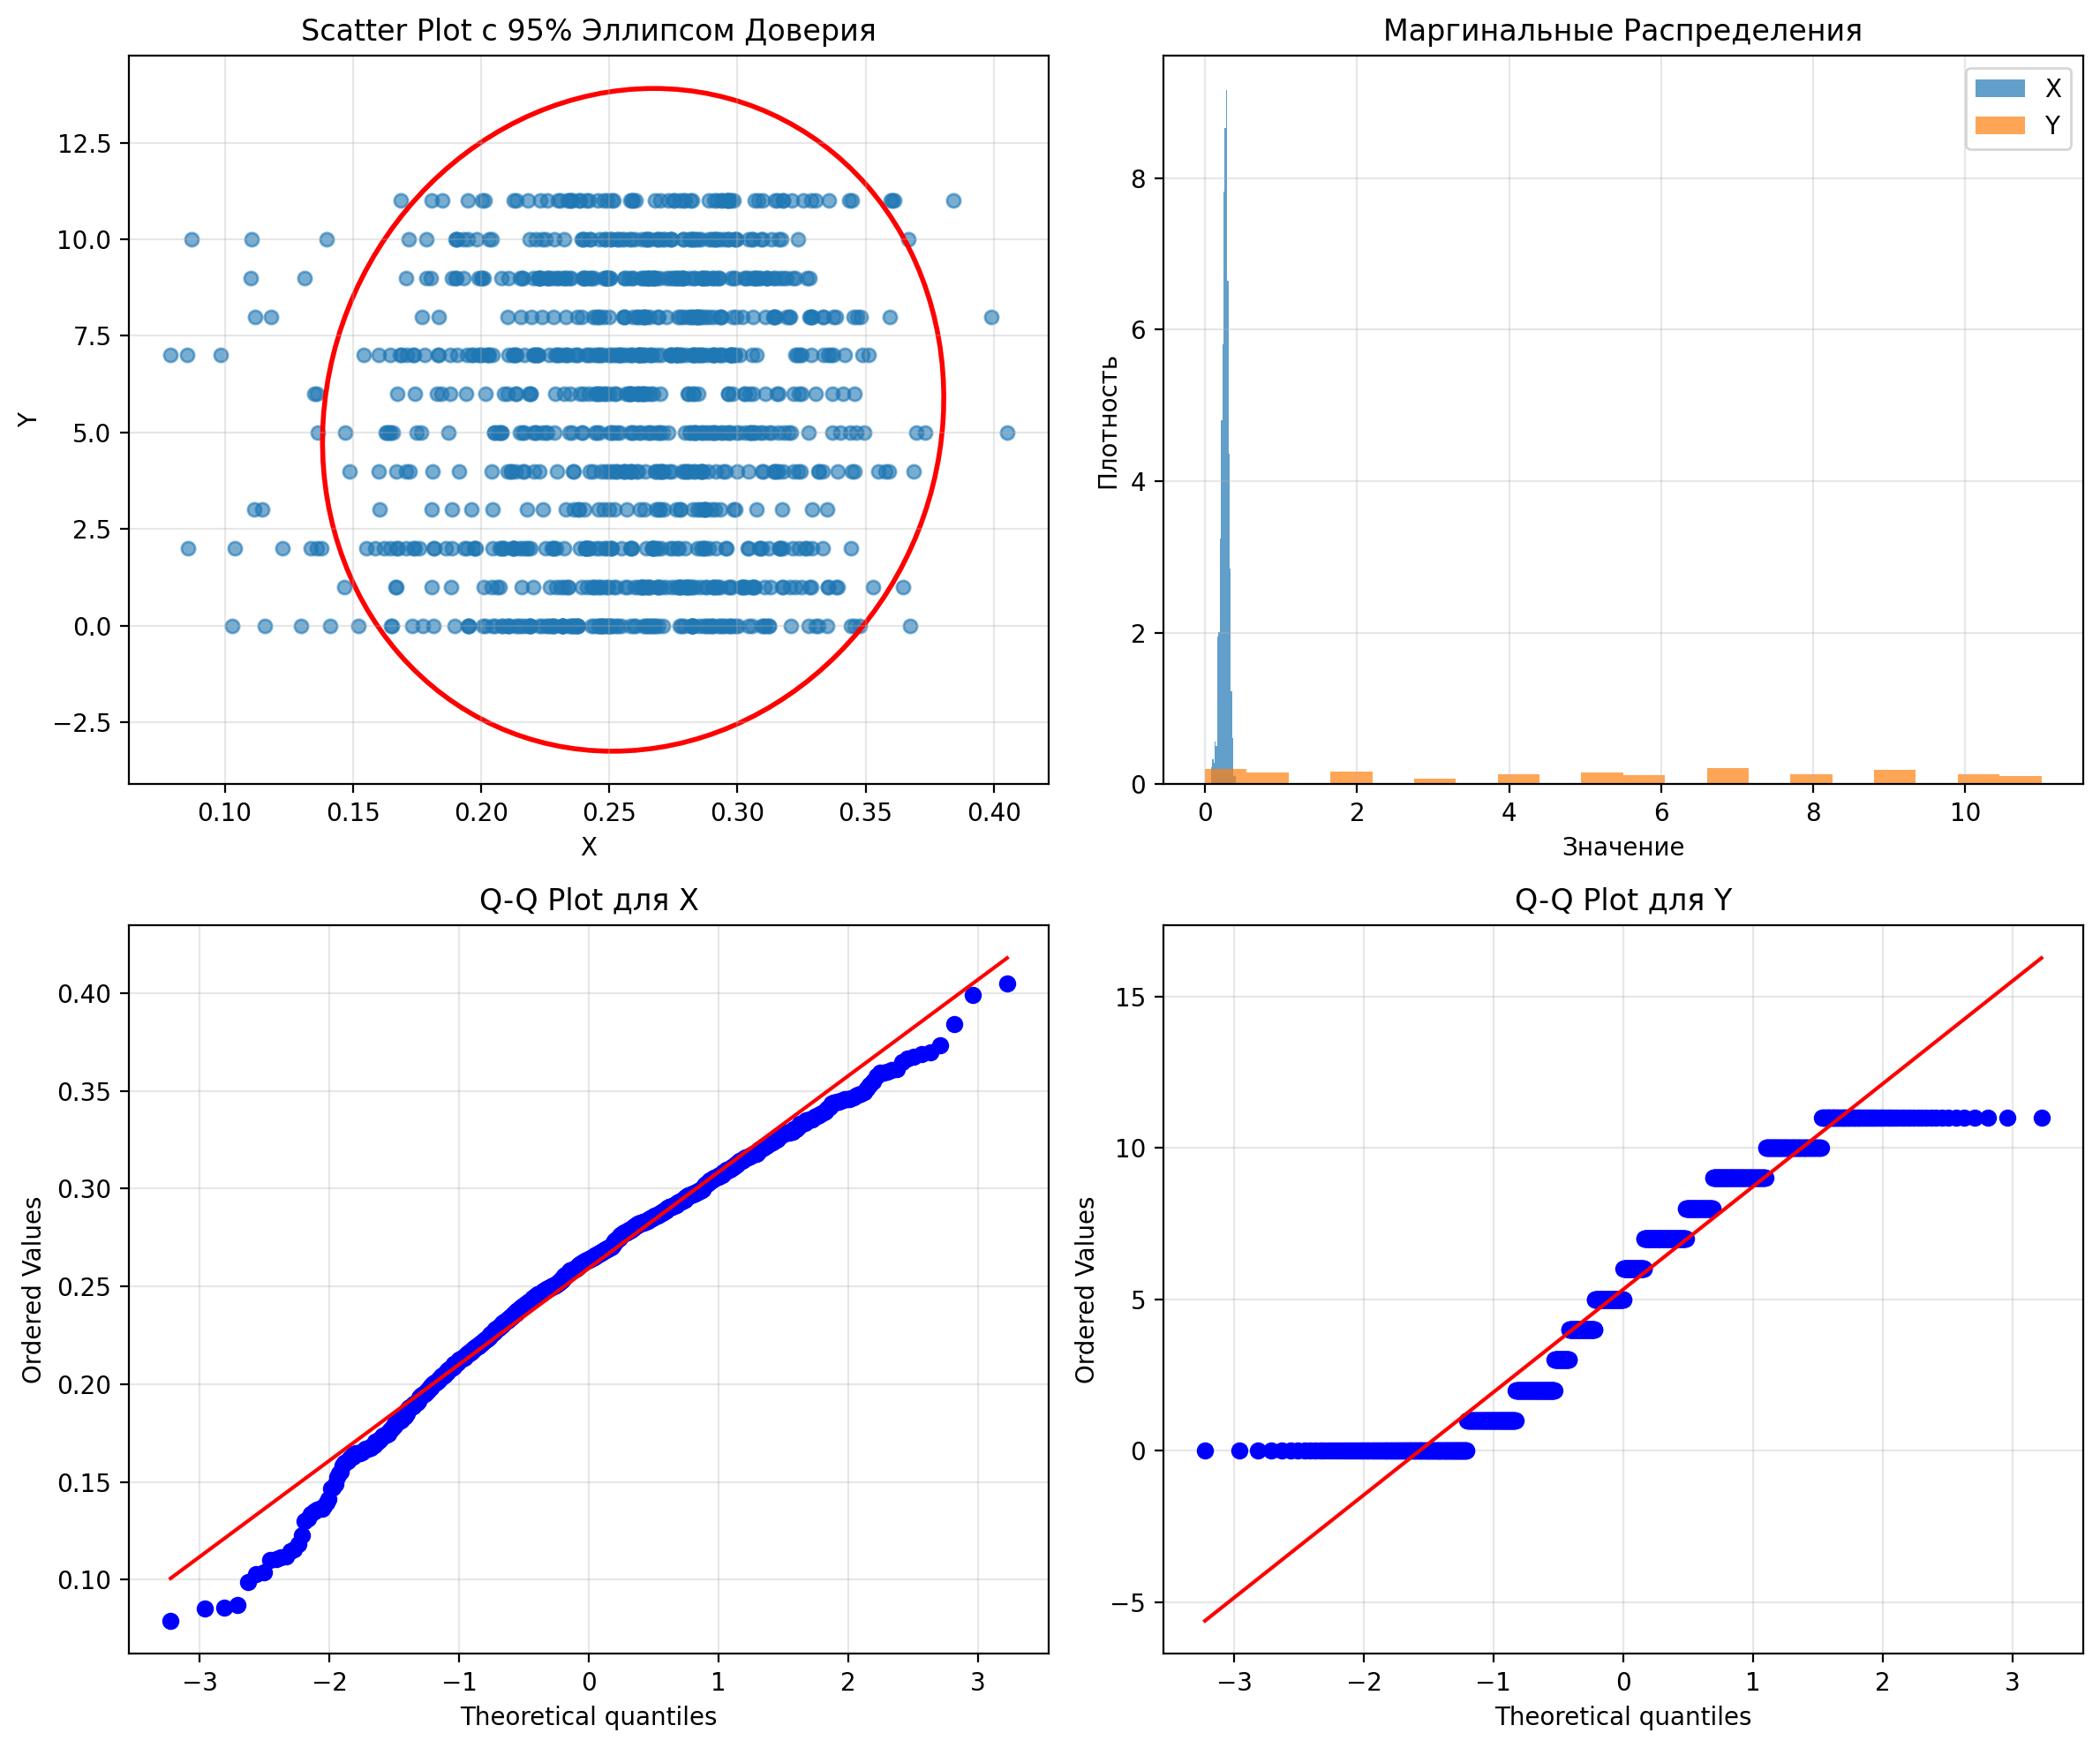 Scatter Plot с 95% Эллипсом Доверия
12.5
10.0
7.5
5.0
2.5
0.0
−2.5
Y
0.10 0.15 0.20 0.25 0.30 0.35 0.40
X
Маргинальные Распределения
X
Y
8
6
4
2
0
Плотность
0 2 4 6 8 10
Значение
Q-Q Plot для X
0.40
0.35
0.30
0.25
0.20
0.15
0.10
Ordered Values
−3 −2 −1 0 1 2 3
Theoretical quantiles
Q-Q Plot для Y
15
10
5
0
−5
Ordered Values
−3 −2 −1 0 1 2 3
Theoretical quantiles